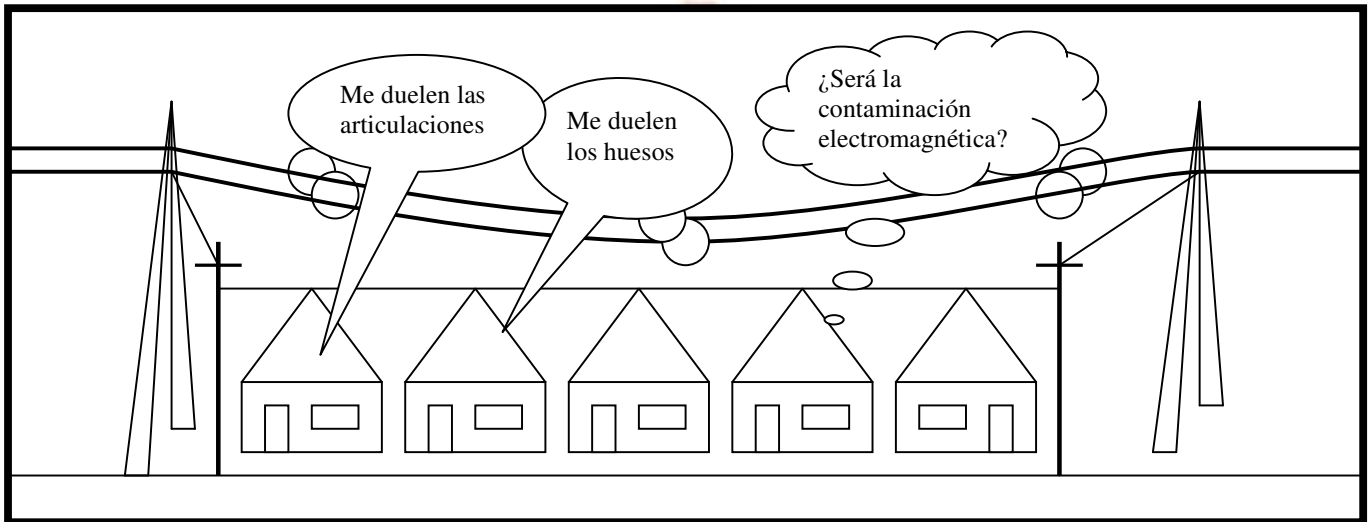 Me duelen las
articulaciones
Me duelen
los huesos
¿Será la
contaminación
electromagnética?